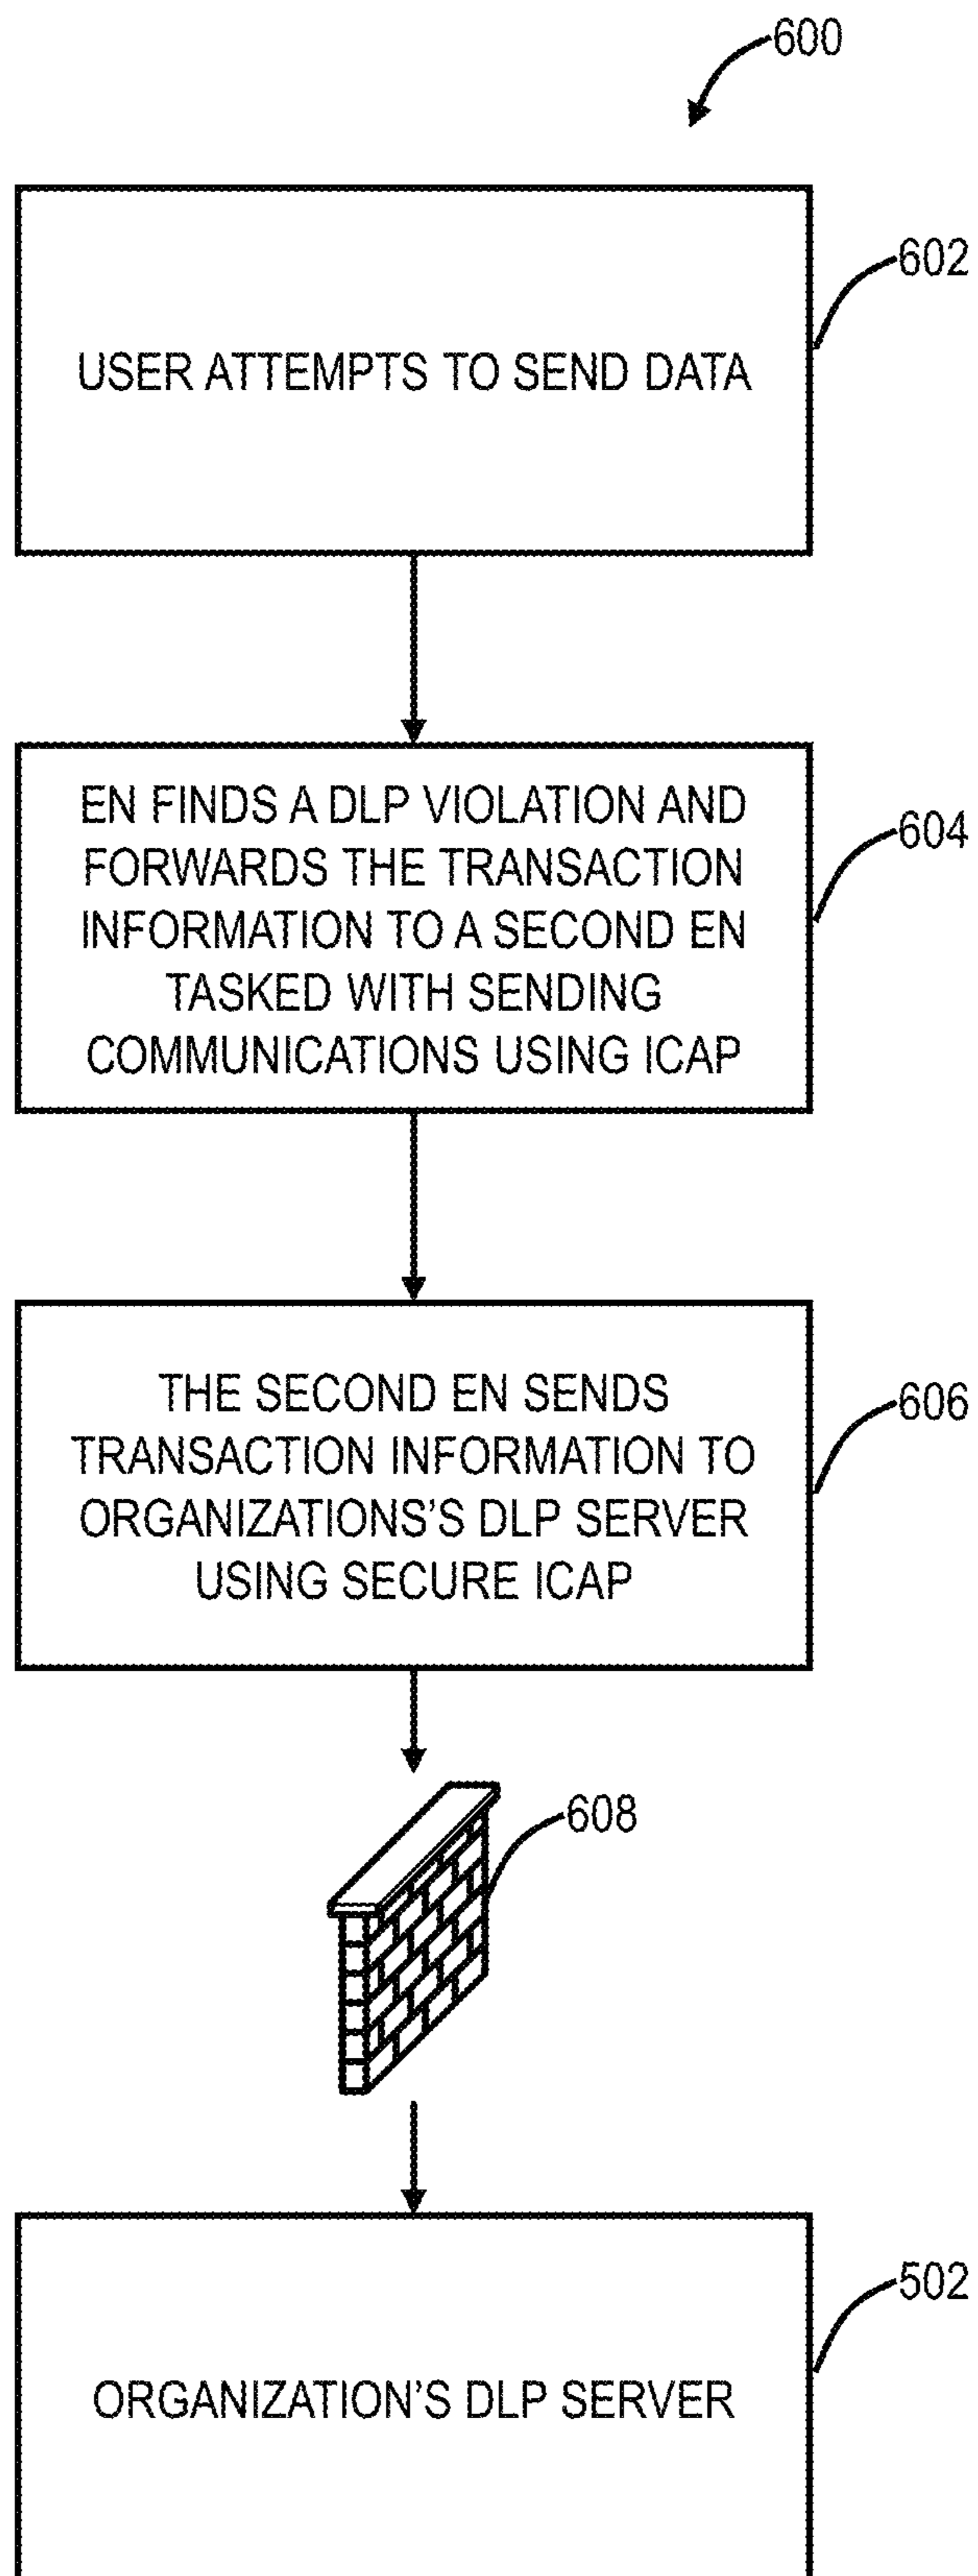 600
602
USER ATTEMPTS TO SEND DATA
EN FINDS A DLP VIOLATION AND
FORWARDS THE TRANSACTION
INFORMATION TO A SECOND EN
TASKED WITH SENDING
COMMUNICATIONS USING ICAP
604
THE SECOND EN SENDS
TRANSACTION INFORMATION TO
ORGANIZATIONS'S DLP SERVER
USING SECURE ICAP
606
608
502
ORGANIZATION'S DLP SERVER